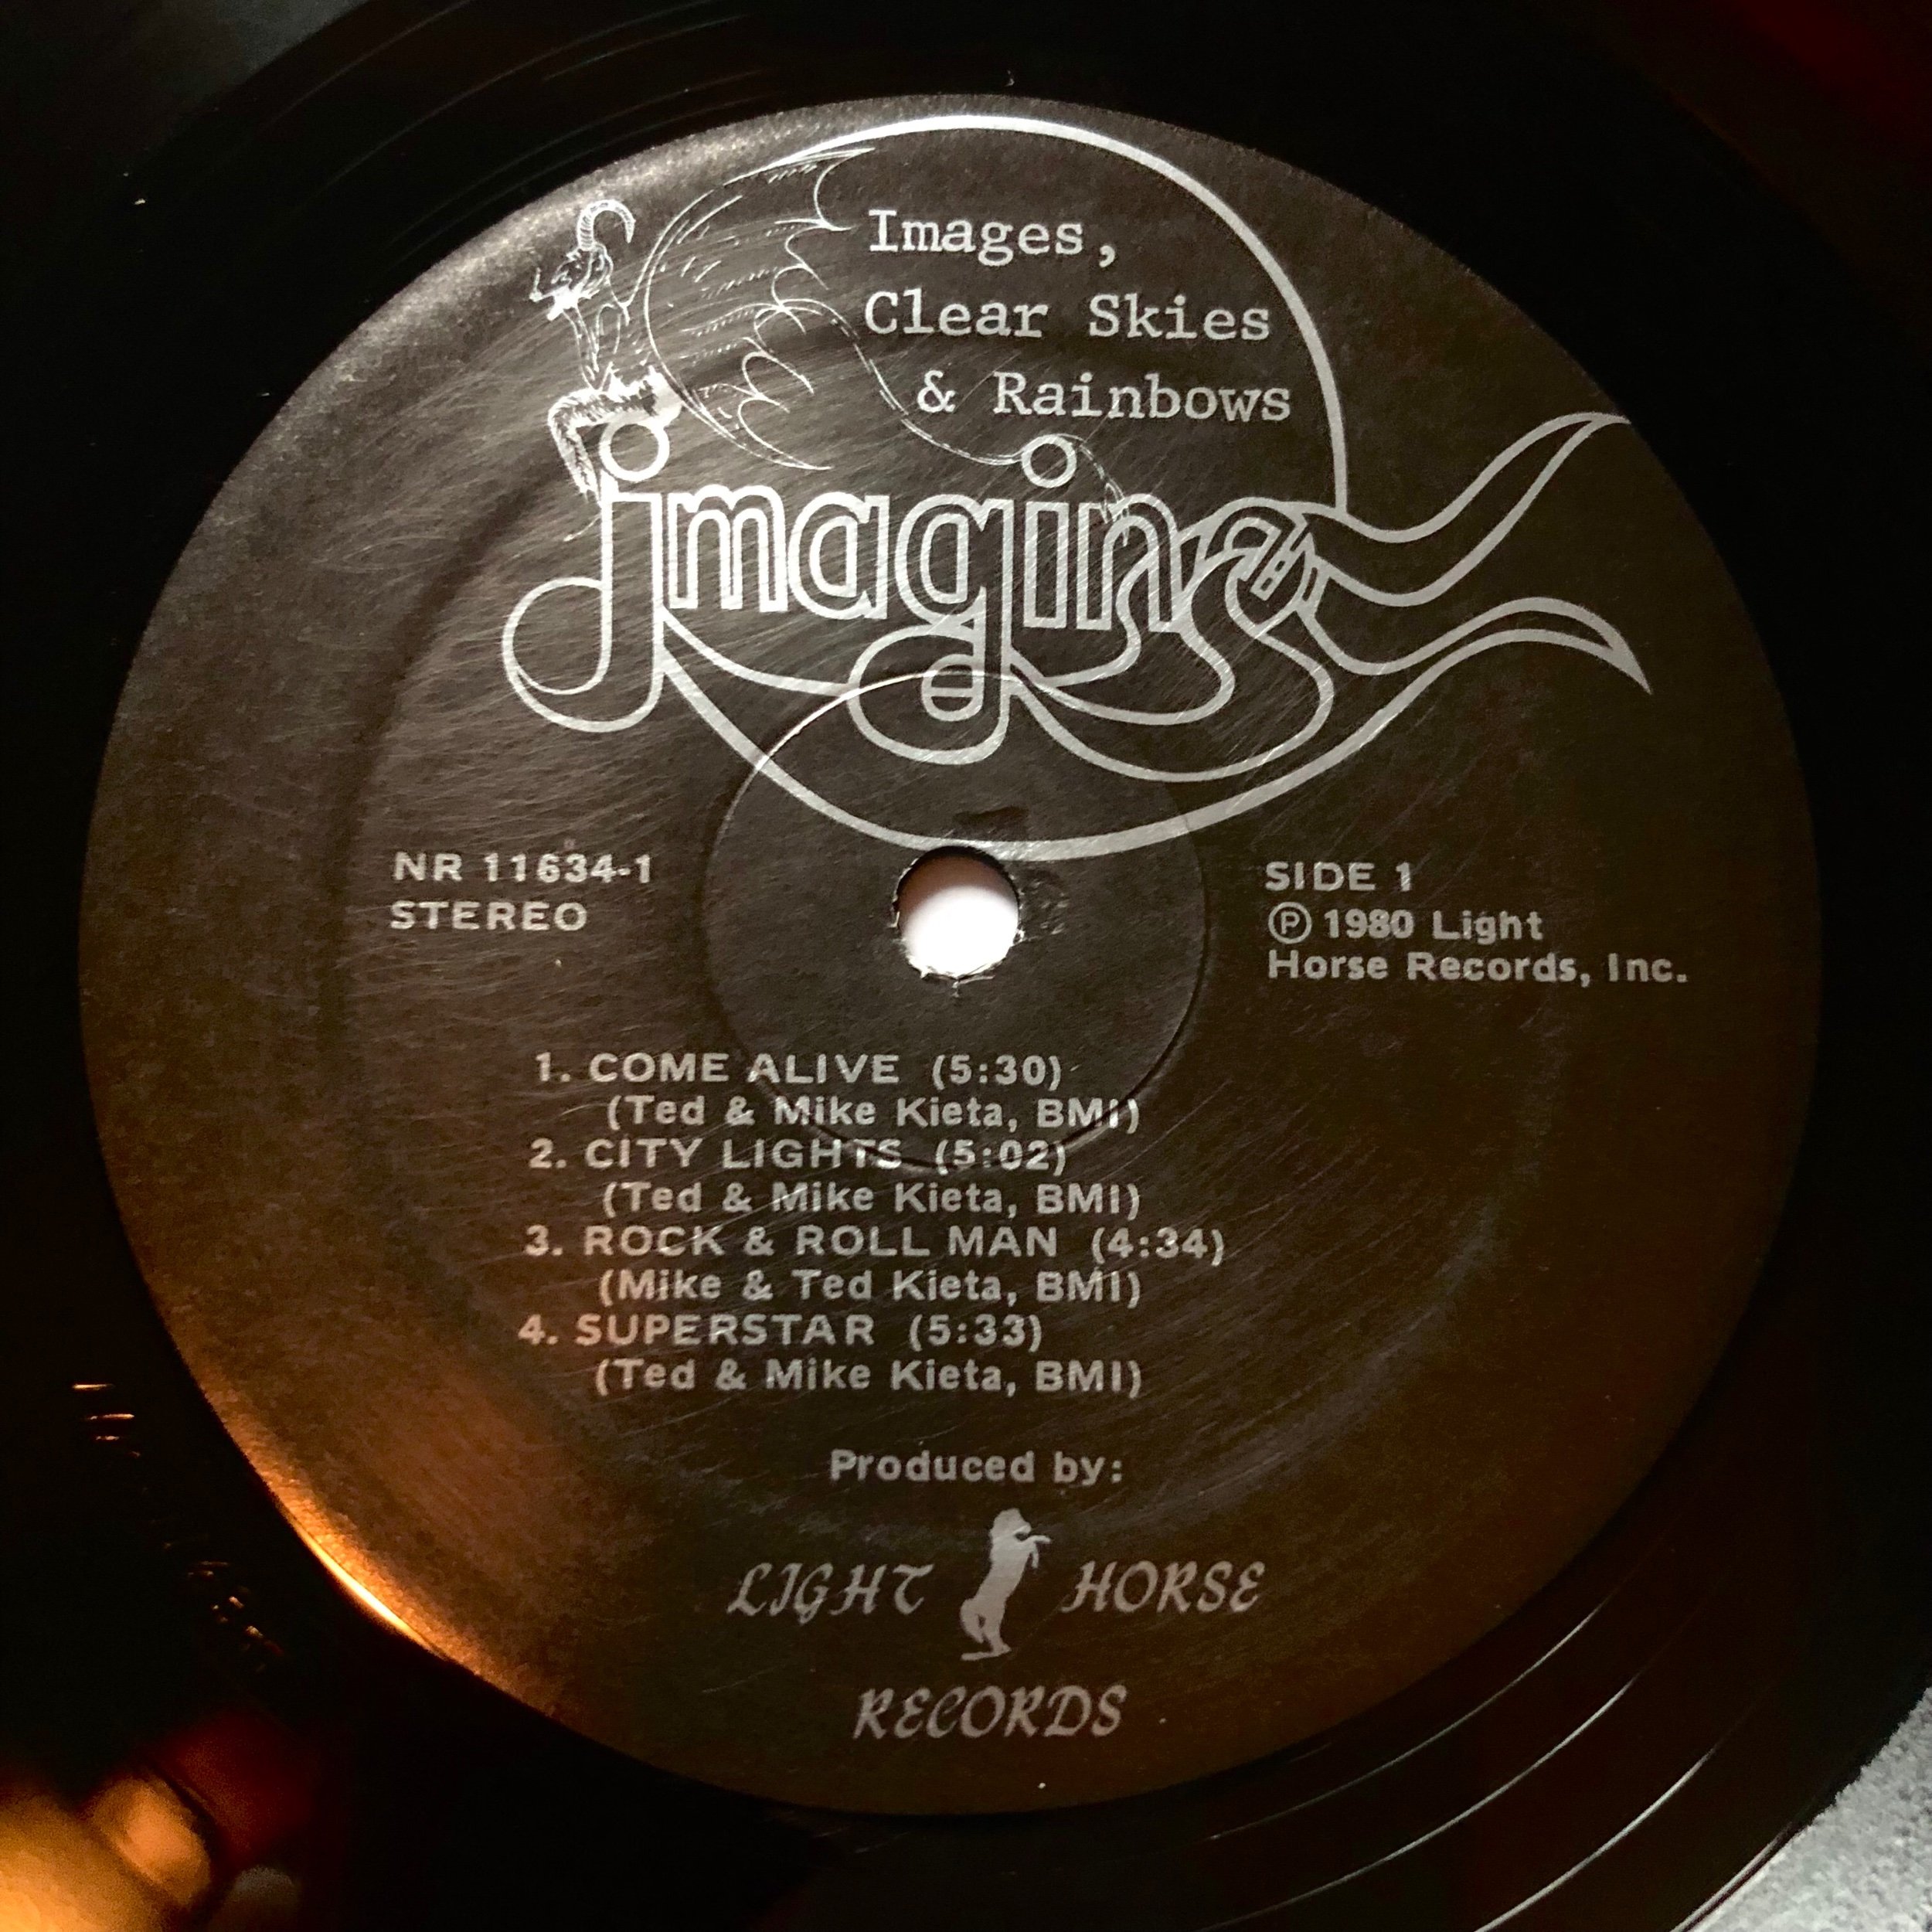 Images,
Clear Skies
& Rainbows
imagins
NR 11634-1
STEREO
SIDE 1
℗ 1980 Light
Horse Records, Inc.
1. COME ALIVE (5:30)
(Ted & Mike Kieta, BMI)
2. CITY LIGHTS (5:02)
(Ted & Mike Kieta, BMI)
3. ROCK & ROLL MAN (4:34)
(Mike & Ted Kieta, BMI)
4. SUPERSTAR (5:33)
(Ted & Mike Kieta, BMI)
Produced by:
LIGHT HORSE
RECORDS